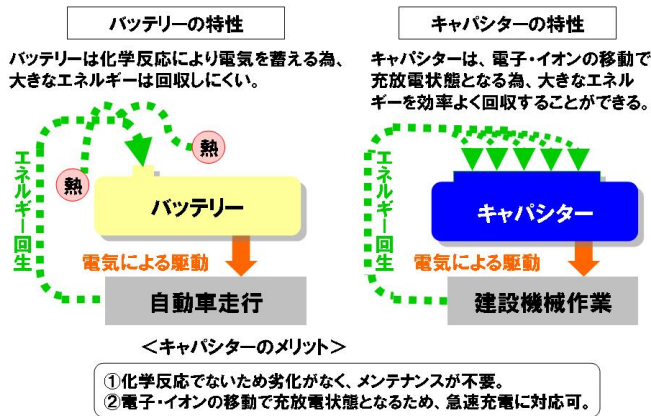 バッテリーの特性
バッテリーは化学反応により電気を蓄える為、
大きなエネルギーは回収しにくい。
エネルギー回生
熱
熱
バッテリー
電気による駆動
自動車走行
キャパシターの特性
キャパシターは、電子・イオンの移動で
充放電状態となる為、大きなエネル
ギーを効率よく回収することができる。
エネルギー回生
キャパシター
電気による駆動
建設機械作業
＜キャパシターのメリット＞
①化学反応でないため劣化がなく、メンテナンスが不要。
②電子・イオンの移動で充放電状態となるため、急速充電に対応可。